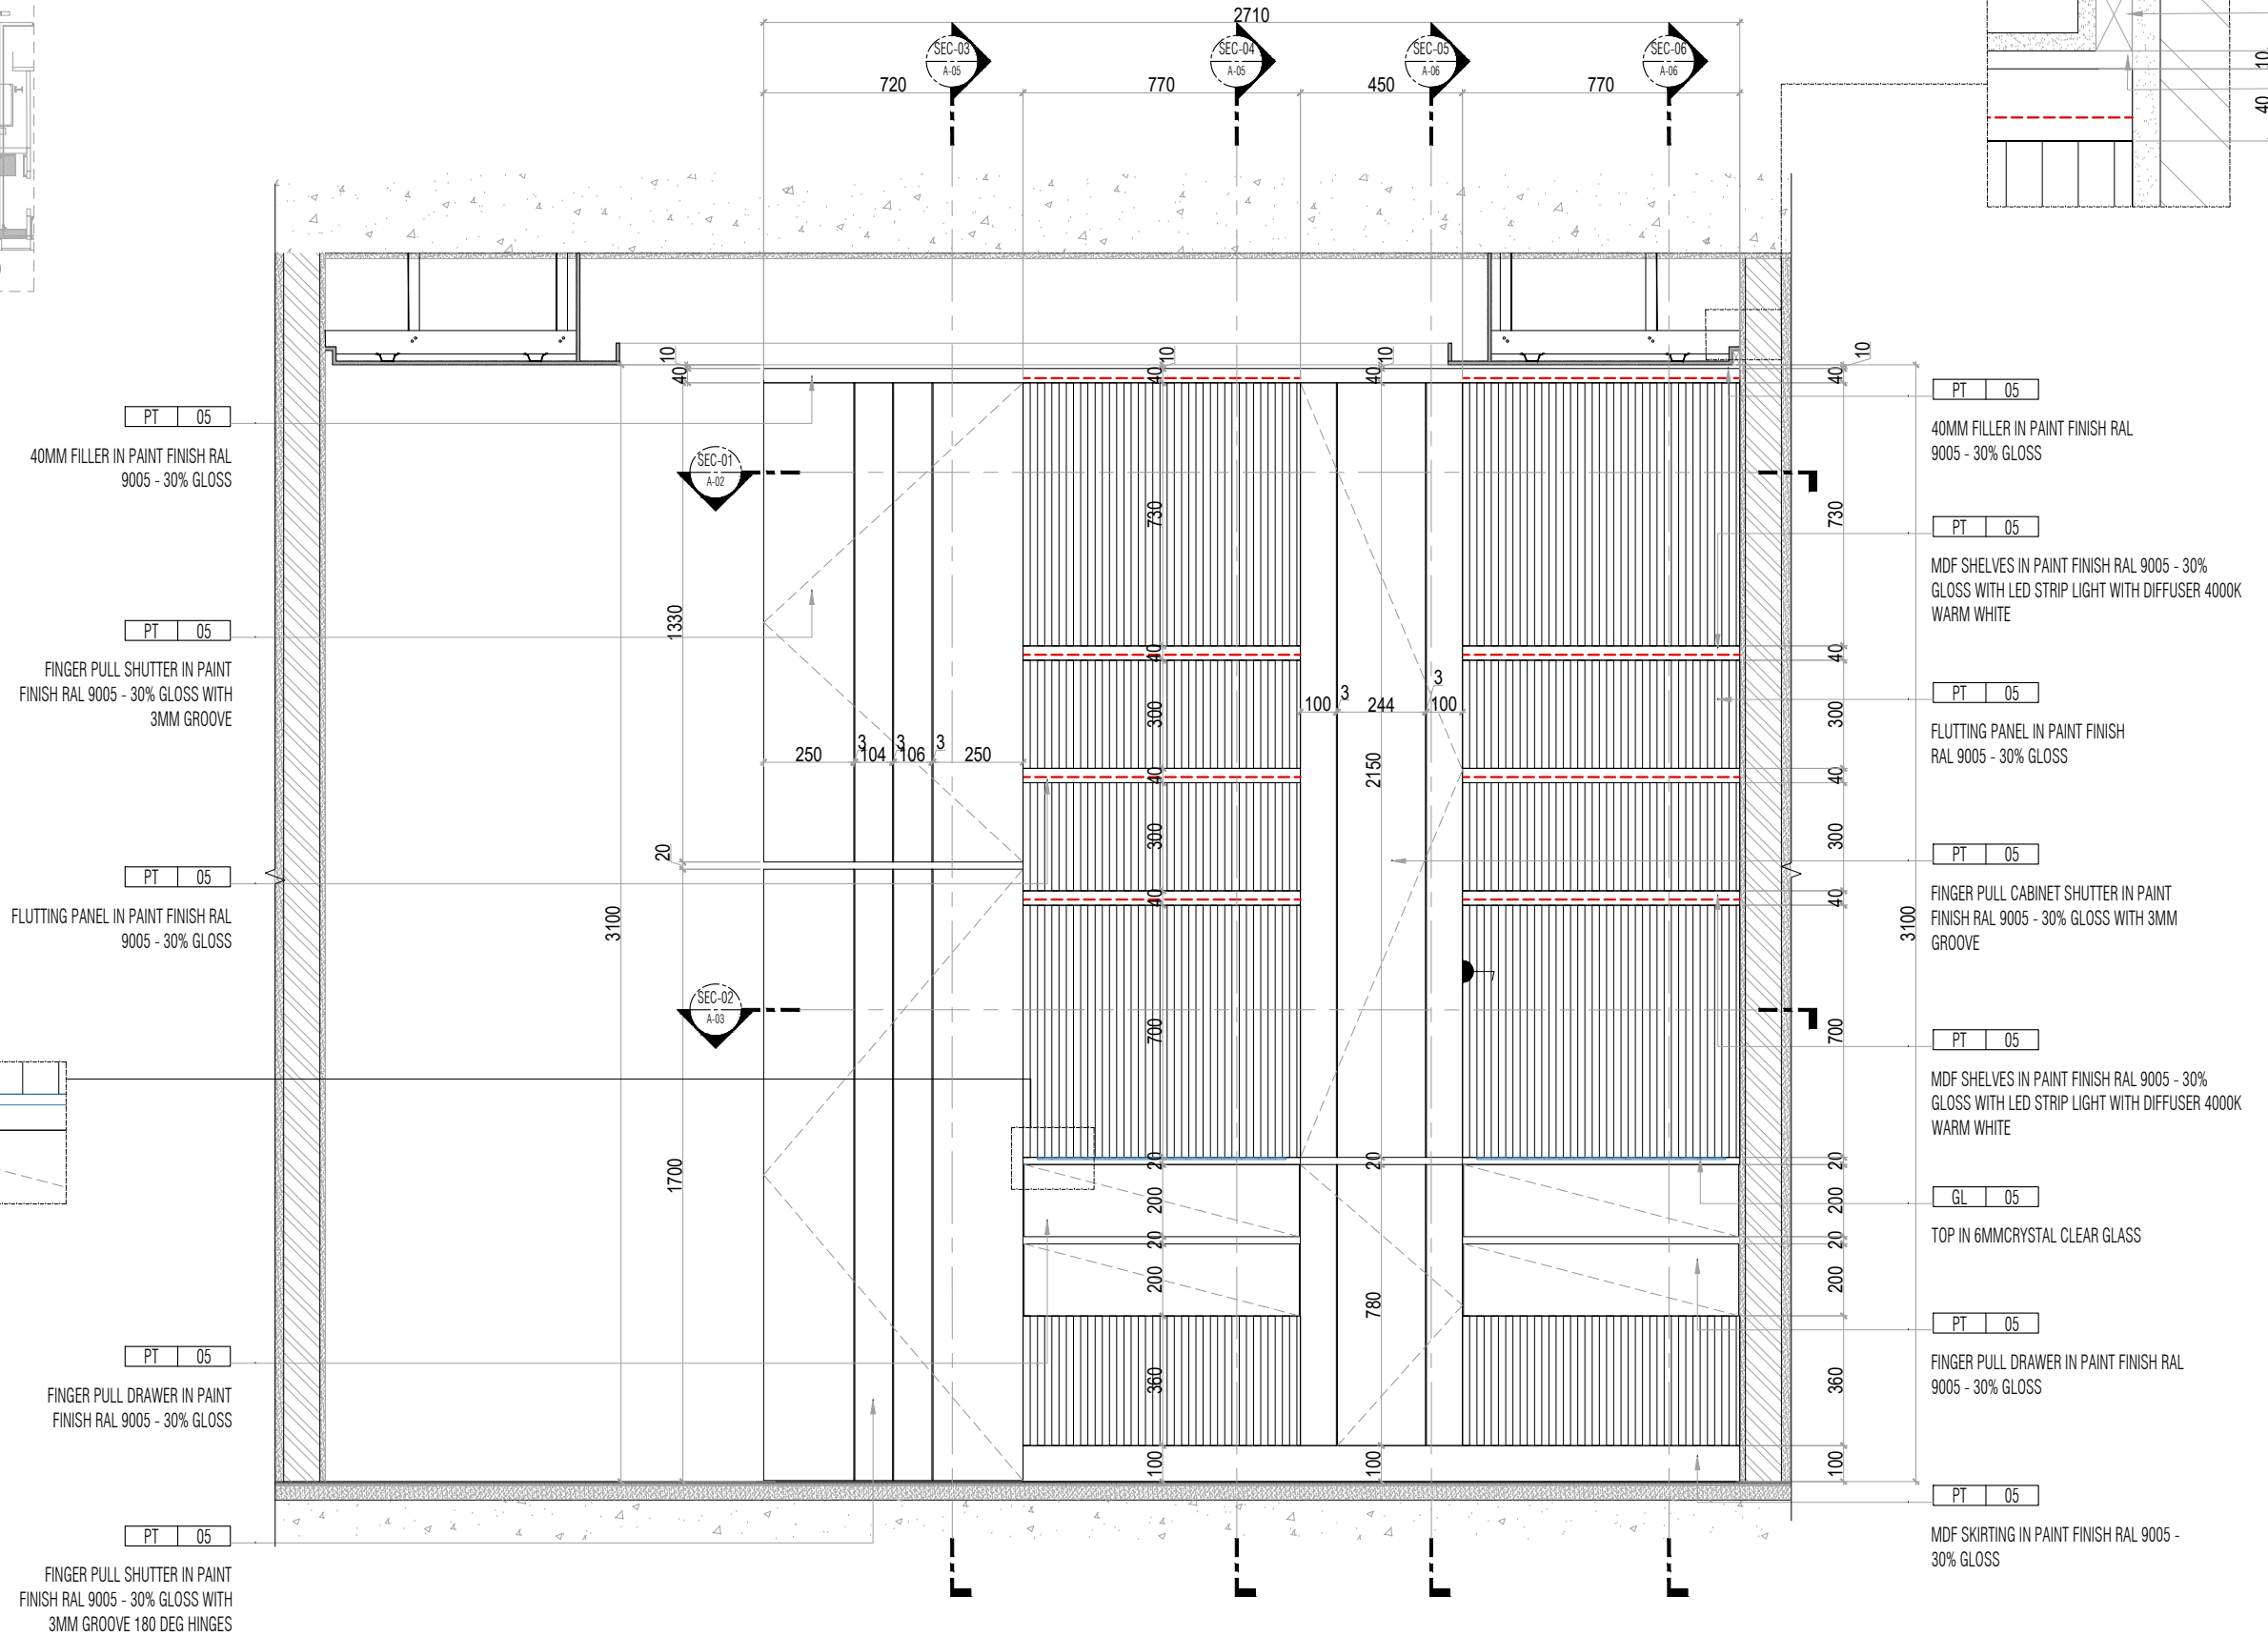 2710
SEC-03
A-05
SEC-04
A-05
SEC-05
A-06
SEC-06
A-06
720
770
450
770
10
40
10
40
10
40
10
40
10
40
PT 05
40MM FILLER IN PAINT FINISH RAL
9005 - 30% GLOSS
SEC-01
A-02
PT 05
FINGER PULL SHUTTER IN PAINT
FINISH RAL 9005 - 30% GLOSS WITH
3MM GROOVE
PT 05
FLUTTING PANEL IN PAINT FINISH RAL
9005 - 30% GLOSS
SEC-02
A-03
PT 05
FINGER PULL DRAWER IN PAINT
FINISH RAL 9005 - 30% GLOSS
PT 05
FINGER PULL SHUTTER IN PAINT
FINISH RAL 9005 - 30% GLOSS WITH
3MM GROOVE 180 DEG HINGES
3100
1330
20
1700
250
3
104
3
106
3
250
730
40
300
40
300
40
700
20
200
20
200
360
100
100
3
244
3
100
2150
20
780
100
730
40
300
40
300
40
700
20
200
20
200
360
100
3100
PT 05
40MM FILLER IN PAINT FINISH RAL
9005 - 30% GLOSS
PT 05
MDF SHELVES IN PAINT FINISH RAL 9005 - 30%
GLOSS WITH LED STRIP LIGHT WITH DIFFUSER 4000K
WARM WHITE
PT 05
FLUTTING PANEL IN PAINT FINISH
RAL 9005 - 30% GLOSS
PT 05
FINGER PULL CABINET SHUTTER IN PAINT
FINISH RAL 9005 - 30% GLOSS WITH 3MM
GROOVE
PT 05
MDF SHELVES IN PAINT FINISH RAL 9005 - 30%
GLOSS WITH LED STRIP LIGHT WITH DIFFUSER 4000K
WARM WHITE
GL 05
TOP IN 6MMCRYSTAL CLEAR GLASS
PT 05
FINGER PULL DRAWER IN PAINT FINISH RAL
9005 - 30% GLOSS
PT 05
MDF SKIRTING IN PAINT FINISH RAL 9005 -
30% GLOSS